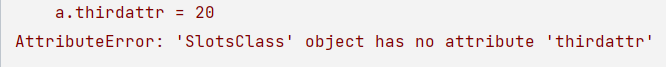 a.thirdattr = 20
AttributeError: 'SlotsClass' object has no attribute 'thirdattr'